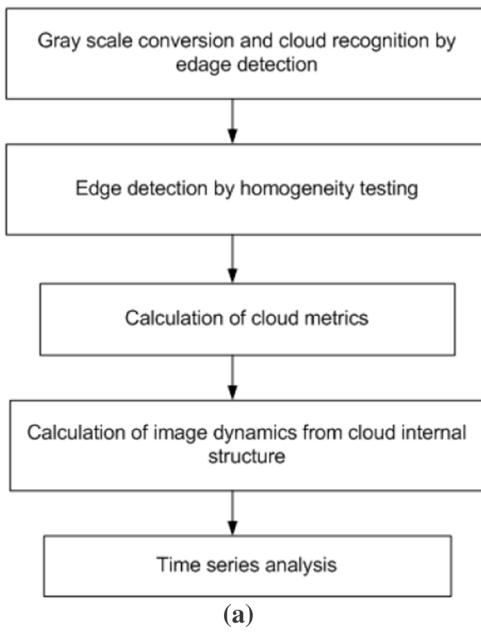 Gray scale conversion and cloud recognition by
edage detection
Edge detection by homogeneity testing
Calculation of cloud metrics
Calculation of image dynamics from cloud internal
structure
Time series analysis
(a)